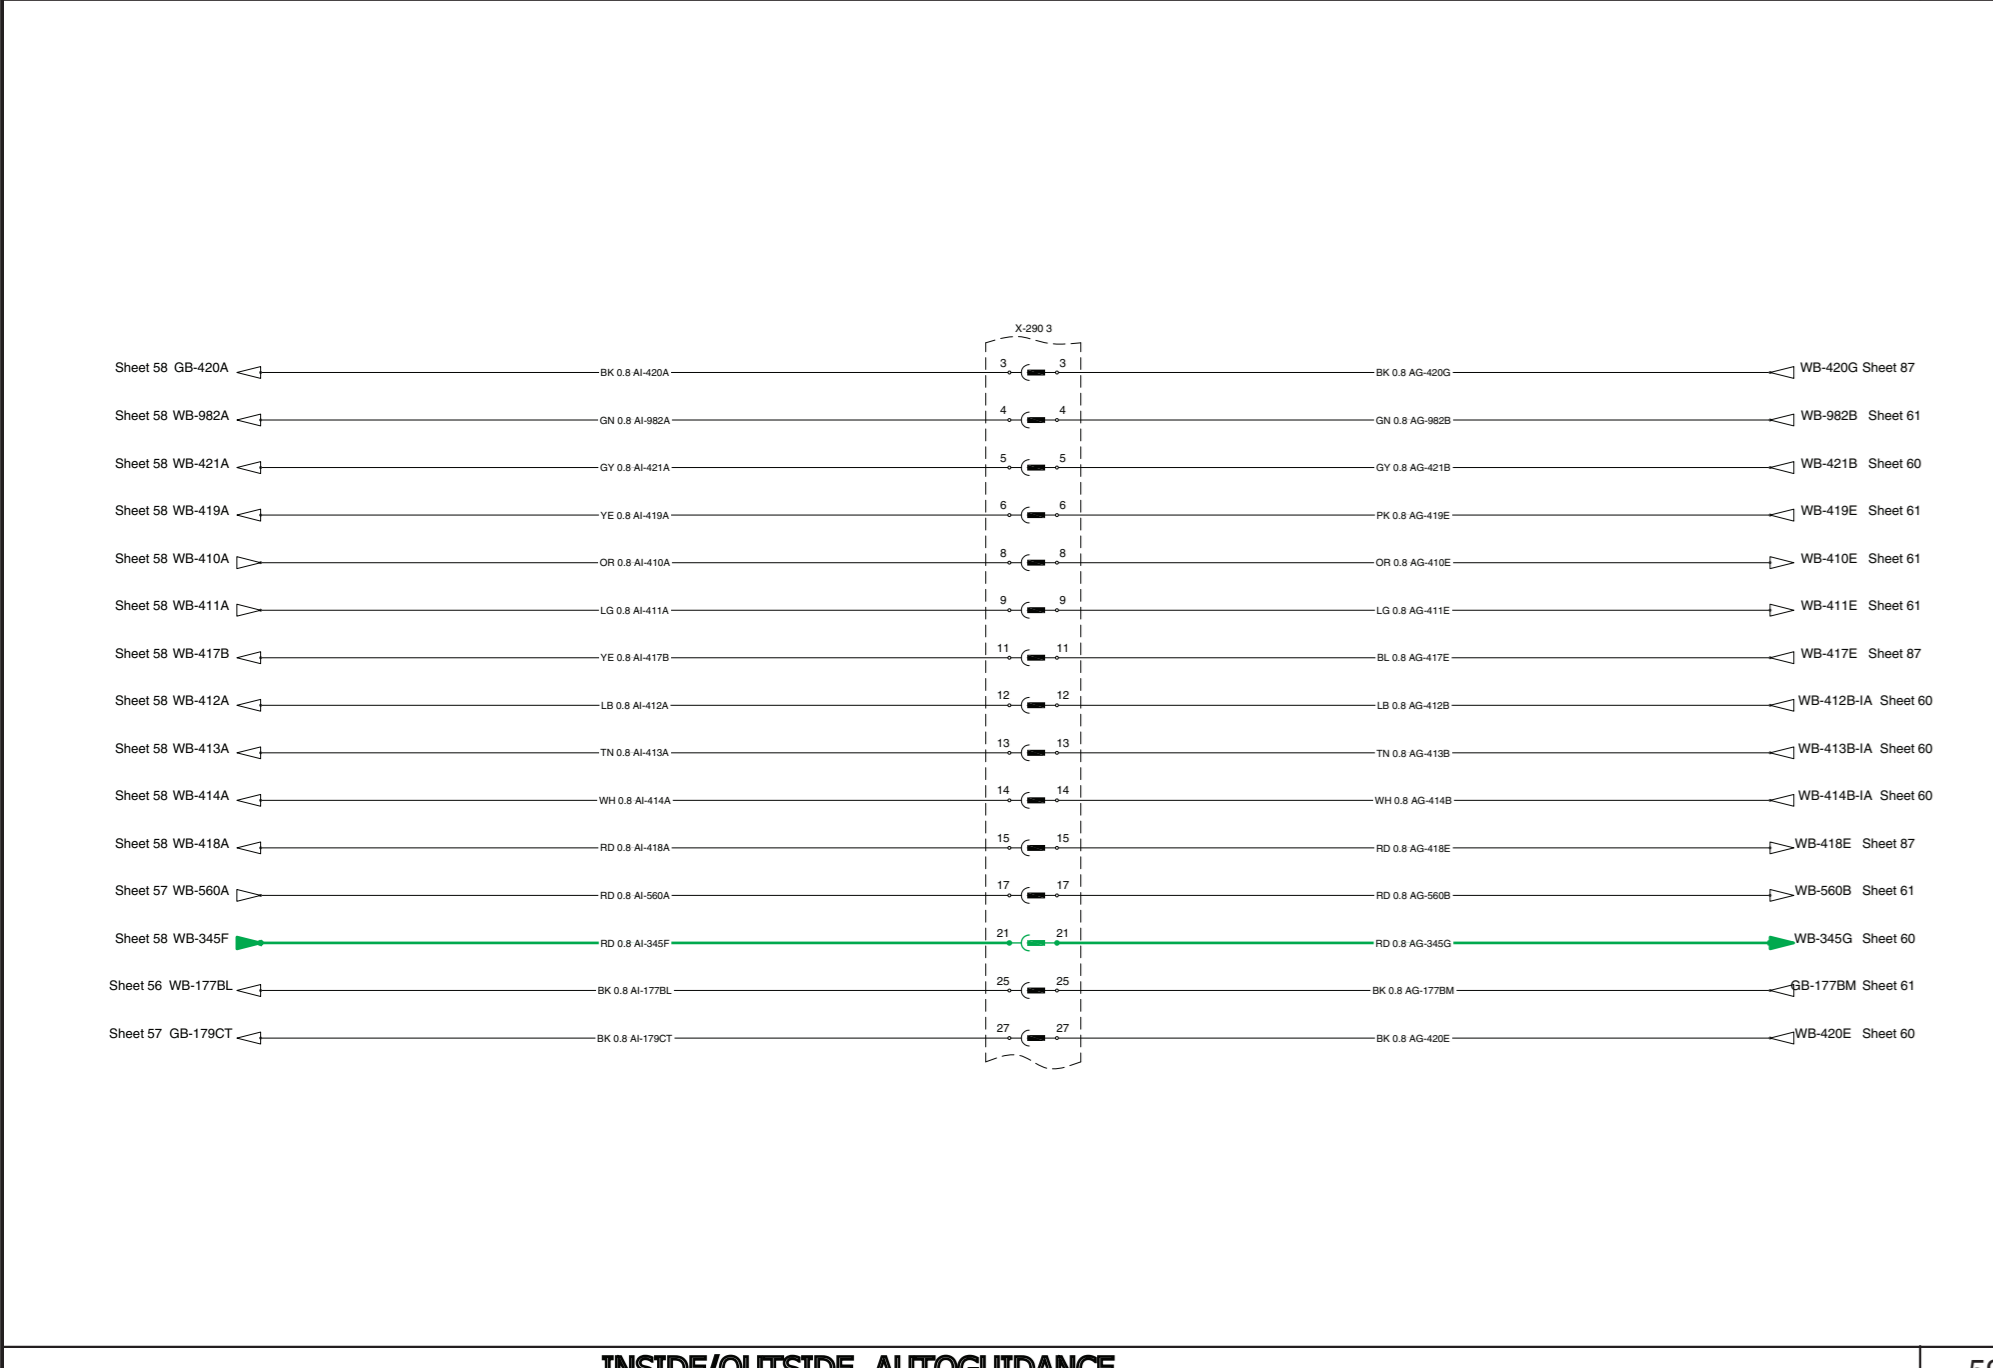 X-290 3
Sheet 58 GB-420A BK 0.8 AI-420A 3 3 BK 0.8 AG-420G WB-420G Sheet 87
Sheet 58 WB-982A GN 0.8 AI-982A 4 4 GN 0.8 AG-982B WB-982B Sheet 61
Sheet 58 WB-421A GY 0.8 AI-421A 5 5 GY 0.8 AG-421B WB-421B Sheet 60
Sheet 58 WB-419A YE 0.8 AI-419A 6 6 PK 0.8 AG-419E WB-419E Sheet 61
Sheet 58 WB-410A OR 0.8 AI-410A 8 8 OR 0.8 AG-410E WB-410E Sheet 61
Sheet 58 WB-411A LG 0.8 AI-411A 9 9 LG 0.8 AG-411E WB-411E Sheet 61
Sheet 58 WB-417B YE 0.8 AI-417B 11 11 BL 0.8 AG-417E WB-417E Sheet 87
Sheet 58 WB-412A LB 0.8 AI-412A 12 12 LB 0.8 AG-412B WB-412B-IA Sheet 60
Sheet 58 WB-413A TN 0.8 AI-413A 13 13 TN 0.8 AG-413B WB-413B-IA Sheet 60
Sheet 58 WB-414A WH 0.8 AI-414A 14 14 WH 0.8 AG-414B WB-414B-IA Sheet 60
Sheet 58 WB-418A RD 0.8 AI-418A 15 15 RD 0.8 AG-418E WB-418E Sheet 87
Sheet 57 WB-560A RD 0.8 AI-560A 17 17 RD 0.8 AG-560B WB-560B Sheet 61
Sheet 58 WB-345F RD 0.8 AI-345F 21 21 RD 0.8 AG-345G WB-345G Sheet 60
Sheet 56 WB-177BL BK 0.8 AI-177BL 25 25 BK 0.8 AG-177BM GB-177BM Sheet 61
Sheet 57 GB-179CT BK 0.8 AI-179CT 27 27 BK 0.8 AG-420E WB-420E Sheet 60
INSIDE/OUTSIDE AUTOGUIDANCE